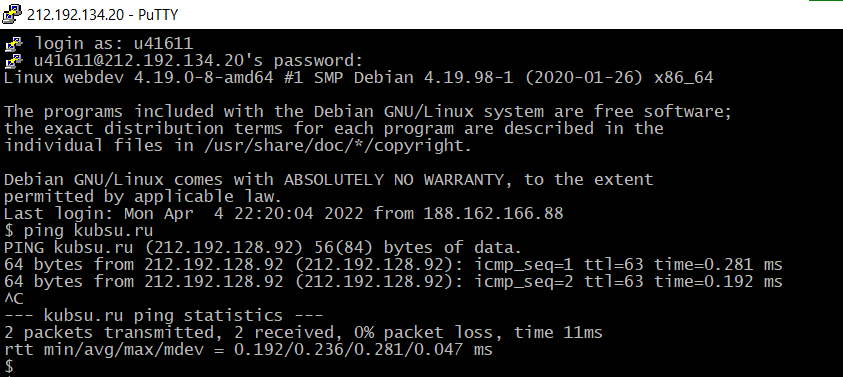 212.192.134.20 - PuTTY
login as: u41611
u41611@212.192.134.20's password:
Linux webdev 4.19.0-8-amd64 #1 SMP Debian 4.19.98-1 (2020-01-26) x86_64
The programs included with the Debian GNU/Linux system are free software;
the exact distribution terms for each program are described in the
individual files in /usr/share/doc/*/copyright.
Debian GNU/Linux comes with ABSOLUTELY NO WARRANTY, to the extent
permitted by applicable law.
Last login: Mon Apr  4 22:20:04 2022 from 188.162.166.88
$ ping kubsu.ru
PING kubsu.ru (212.192.128.92) 56(84) bytes of data.
64 bytes from 212.192.128.92 (212.192.128.92): icmp_seq=1 ttl=63 time=0.281 ms
64 bytes from 212.192.128.92 (212.192.128.92): icmp_seq=2 ttl=63 time=0.192 ms
^C
--- kubsu.ru ping statistics ---
2 packets transmitted, 2 received, 0% packet loss, time 11ms
rtt min/avg/max/mdev = 0.192/0.236/0.281/0.047 ms
$